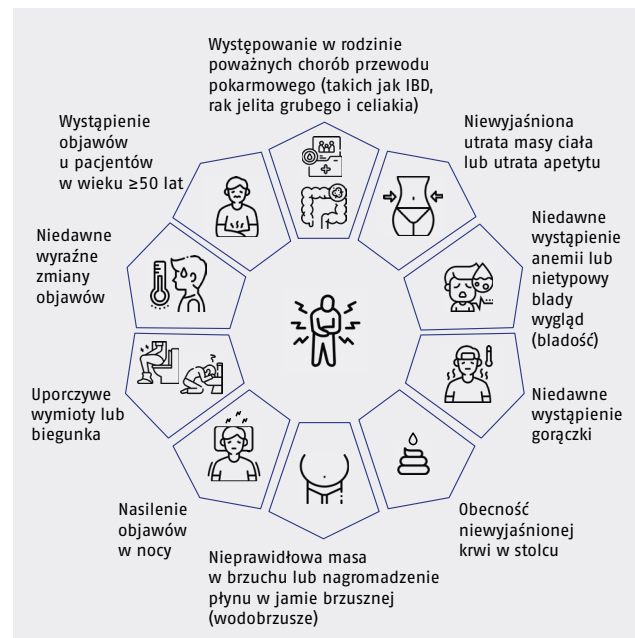 Występowanie w rodzinie
poważnych chorób przewodu
pokarmowego (takich jak IBD,
rak jelita grubego i celiakia)
Niewyjaśniona
utrata masy ciała
lub utrata apetytu
Niedawne
wystąpienie
anemii lub
nietypowy
blady
wygląd
(bladość)
Niedawne
wystąpienie
gorączki
Obecność
niewyjaśnionej
krwi w stolcu
Nieprawidłowa masa
w brzuchu lub nagromadzenie
płynu w jamie brzusznej
(wodobrzusze)
Nasilenie
objawów
w nocy
Uporczywe
wymioty lub
biegunka
Niedawne
wyraźne
zmiany
objawów
Wystąpienie
objawów
u pacjentów
w wieku ≥50 lat